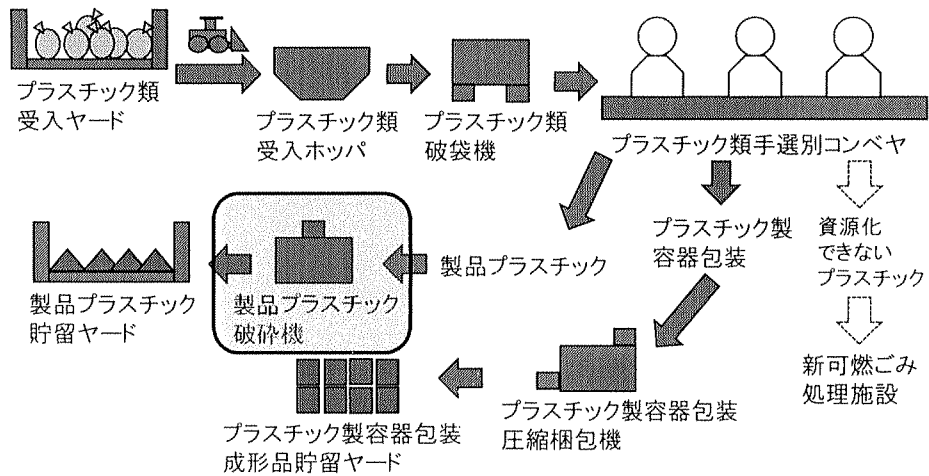 プラスチック類
受入ヤード
プラスチック類
受入ホッパ
プラスチック類
破袋機
プラスチック類手選別コンベヤ
製品プラスチック
貯留ヤード
製品プラスチック
破砕機
製品プラスチック
プラスチック製
容器包装
資源化
できない
プラスチック
プラスチック製容器包装
成形品貯留ヤード
プラスチック製容器包装
圧縮梱包機
新可燃ごみ
処理施設